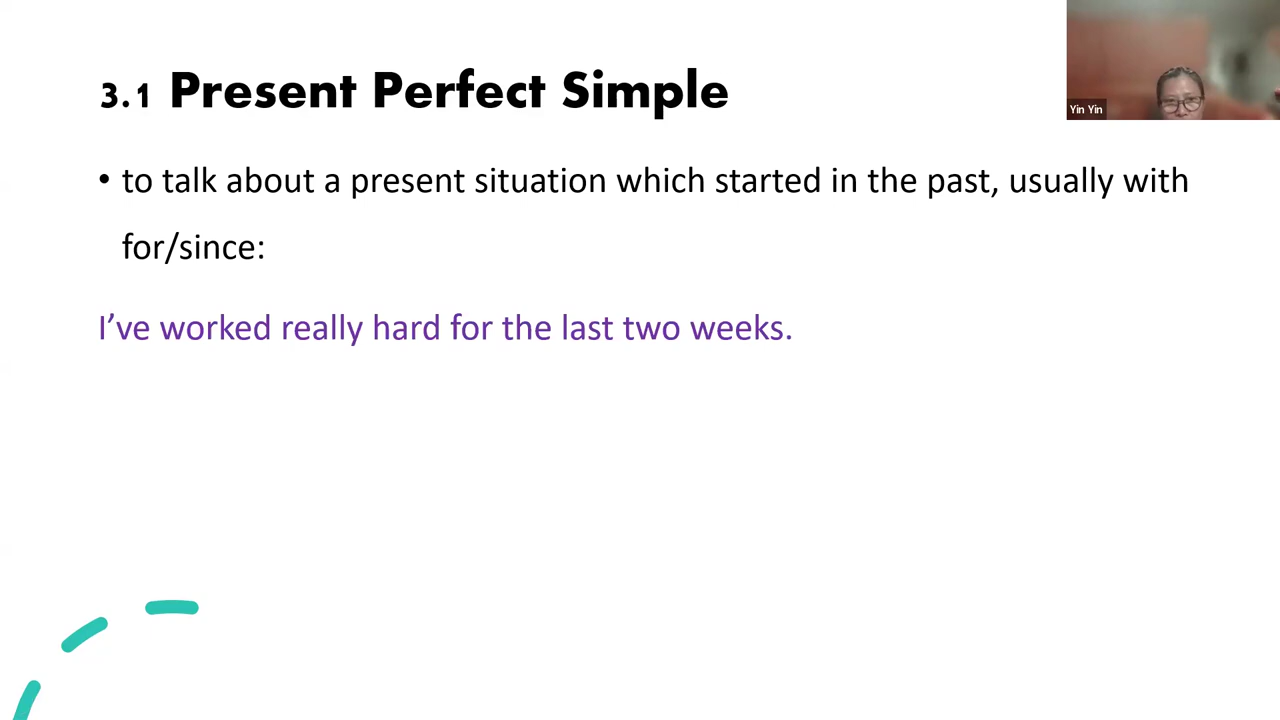 3.1 Present Perfect Simple
Yin Yin
• to talk about a present situation which started in the past, usually with
for/since:
I’ve worked really hard for the last two weeks.